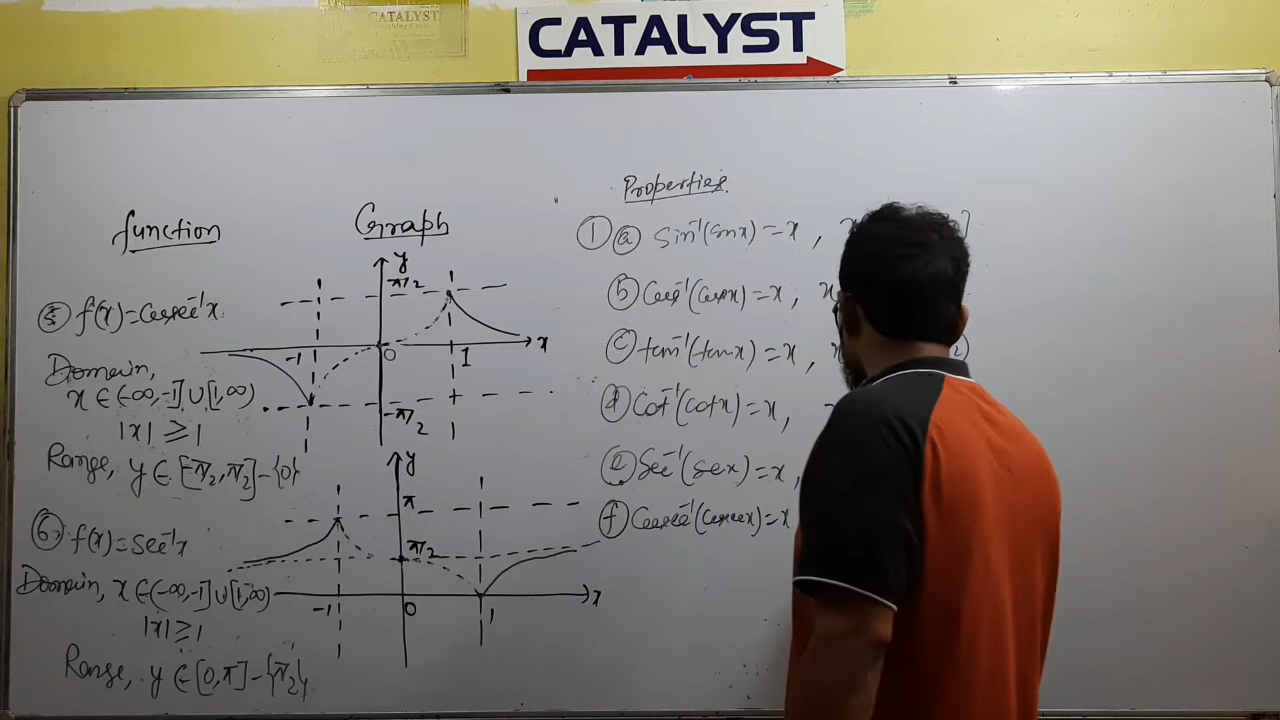 CATALYST
CATALYST
function
Graph
⑤ f(x)=Cosec⁻¹x
Domain,
x ∈ (-∞,-1] ∪ [1,∞)
|x| ≥ 1
Range, y ∈ [-π/2, π/2] - {0}
y
π/2
-1
0
1
x
-π/2
⑥ f(x)=Sec⁻¹x
Domain, x ∈ (-∞,-1] ∪ [1,∞)
|x| ≥ 1
Range, y ∈ [0,π] - {π/2}
y
π
π/2
-1
0
1
x
Properties
① ⓐ Sin⁻¹(sinx) = x , x ]
ⓑ Cos⁻¹(cosx) = x , x
ⓒ tan⁻¹(tanx) = x , x 2)
ⓓ Cot⁻¹(cotx) = x ,
ⓔ Sec⁻¹(secx) = x ,
ⓕ Cosec⁻¹(cosecx) = x